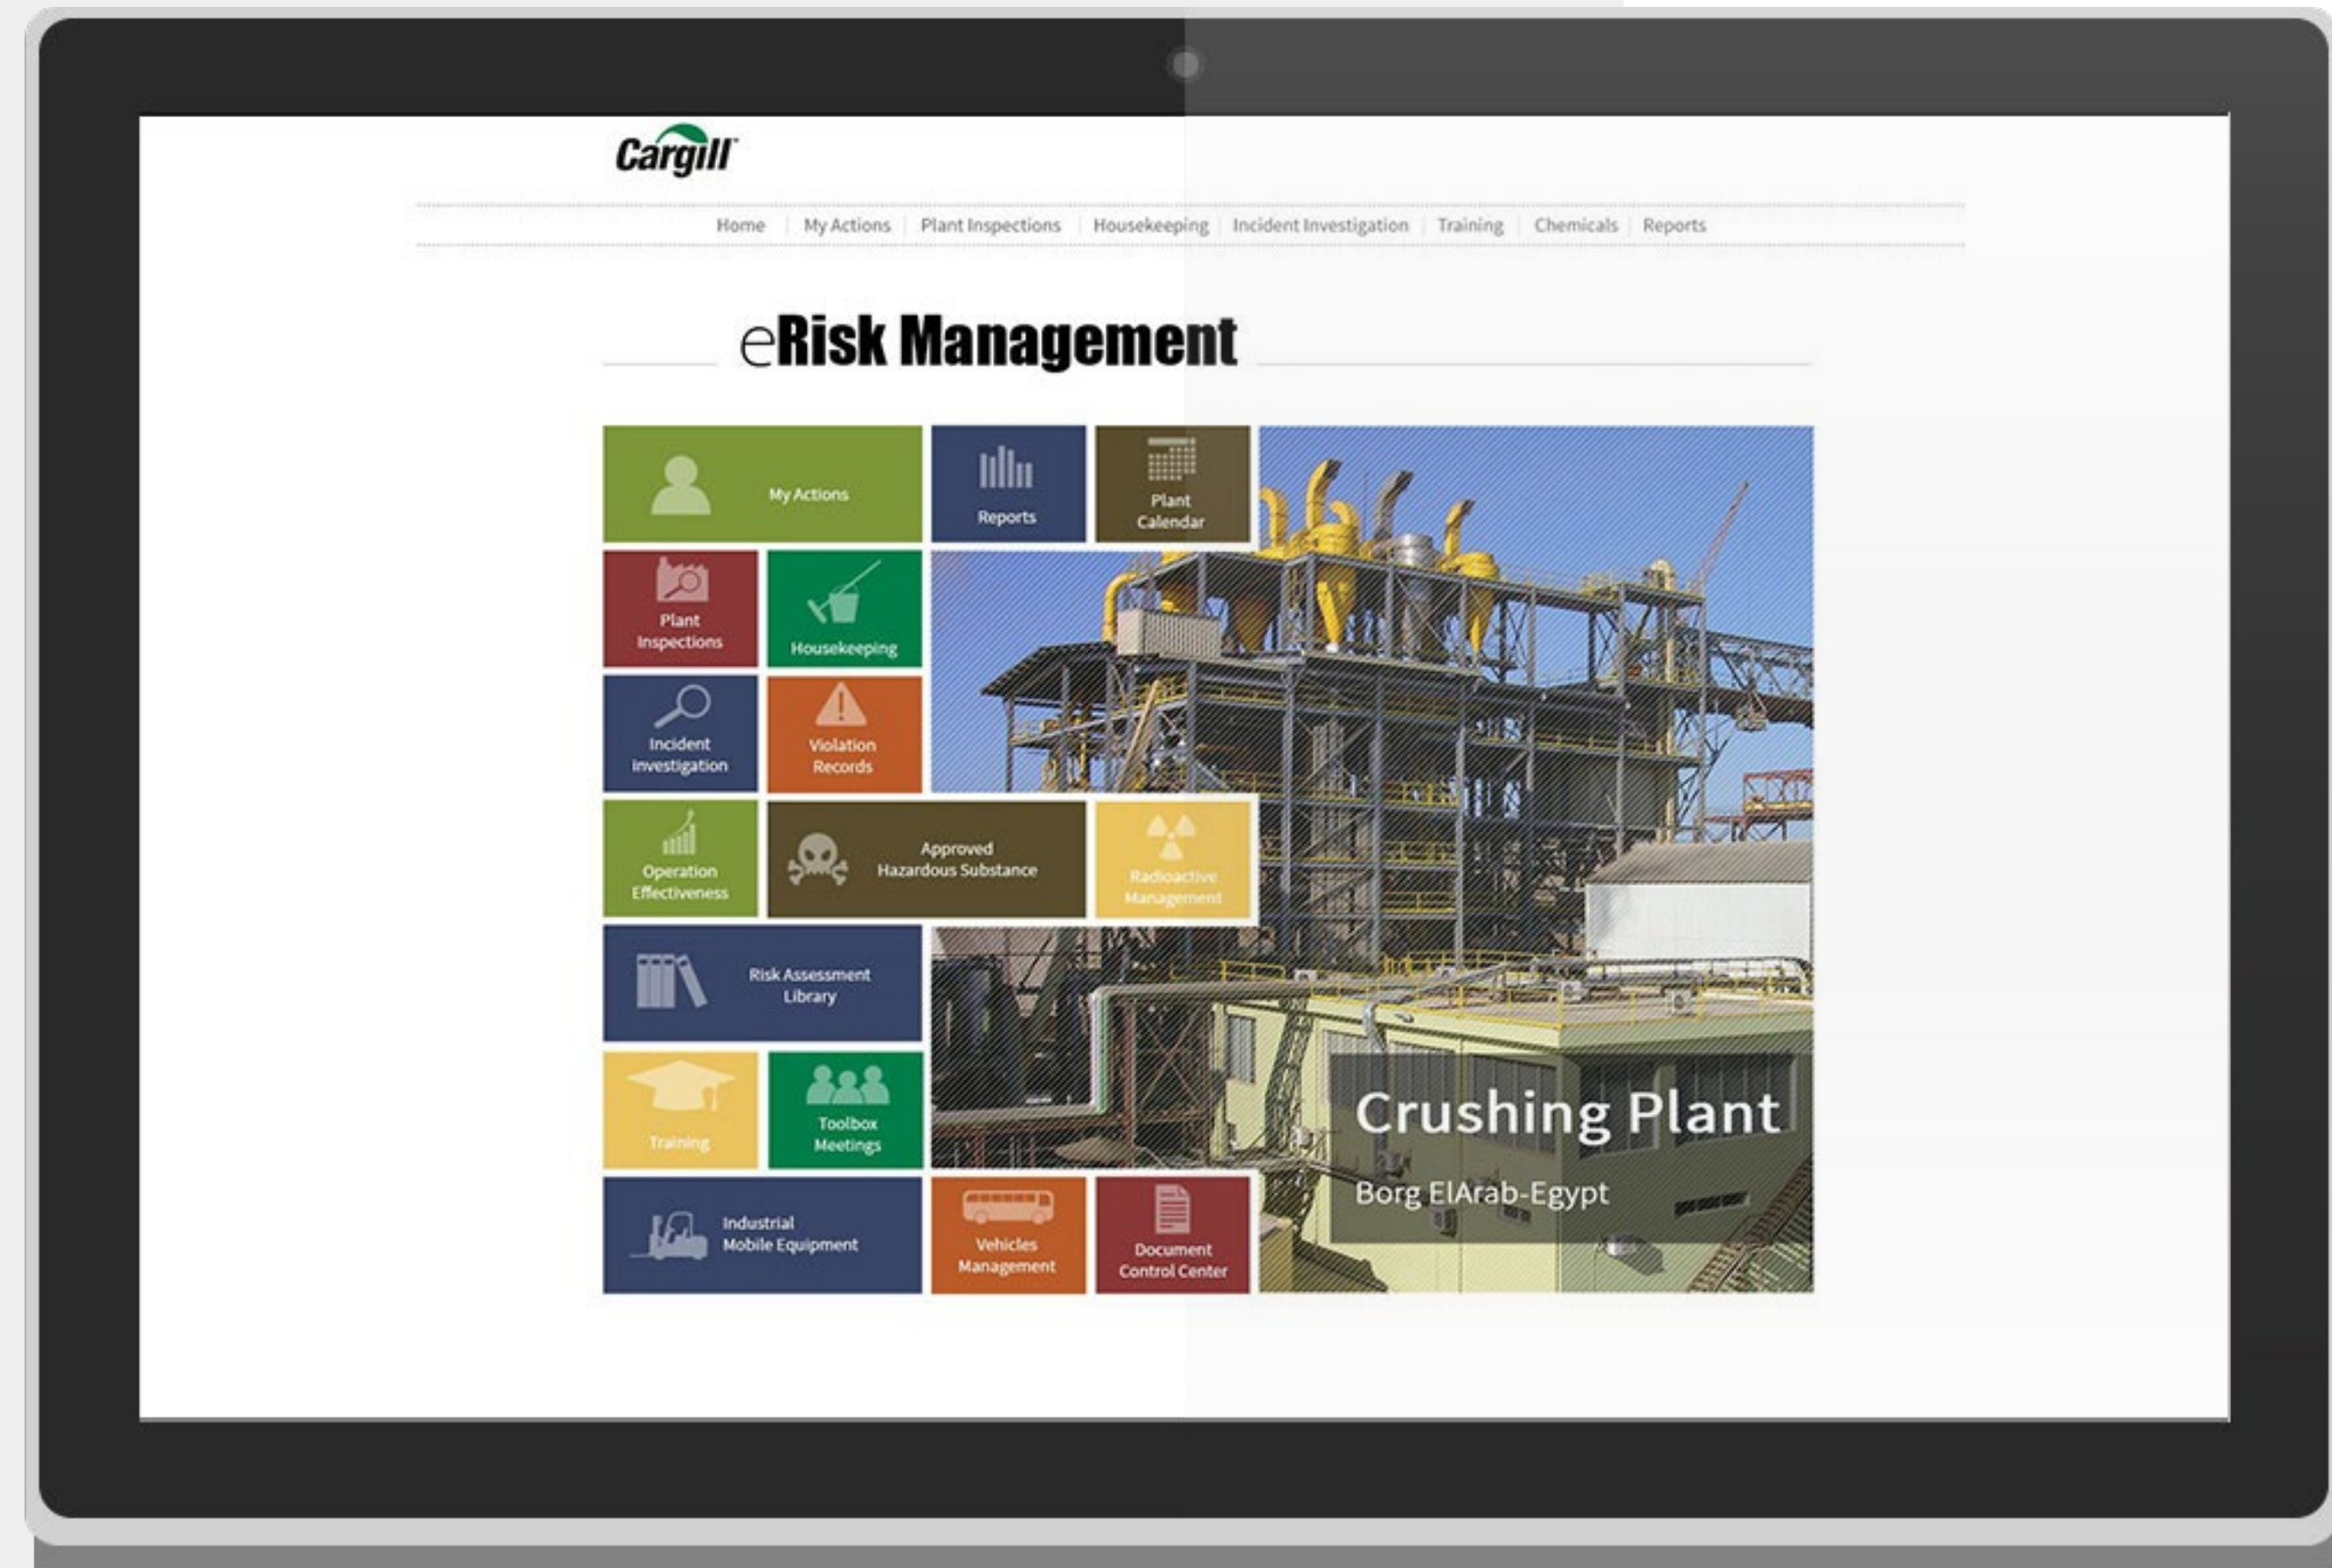 Cargill
Home My Actions Plant Inspections Housekeeping Incident Investigation Training Chemicals Reports
eRisk Management
My Actions
Reports
Plant
Calendar
Plant
Inspections
Housekeeping
Incident
investigation
Violation
Records
Operation
Effectiveness
Approved
Hazardous Substance
Radioactive
Management
Risk Assessment
Library
Training
Toolbox
Meetings
Crushing Plant
Borg ElArab-Egypt
Industrial
Mobile Equipment
Vehicles
Management
Document
Control Center